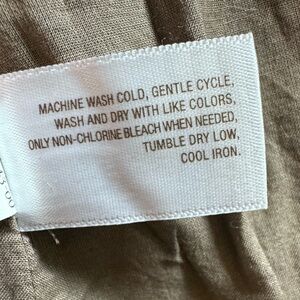 MACHINE WASH COLD, GENTLE CYCLE,
WASH AND DRY WITH LIKE COLORS,
ONLY NON-CHLORINE BLEACH WHEN NEEDED,
TUMBLE DRY LOW,
COOL IRON.